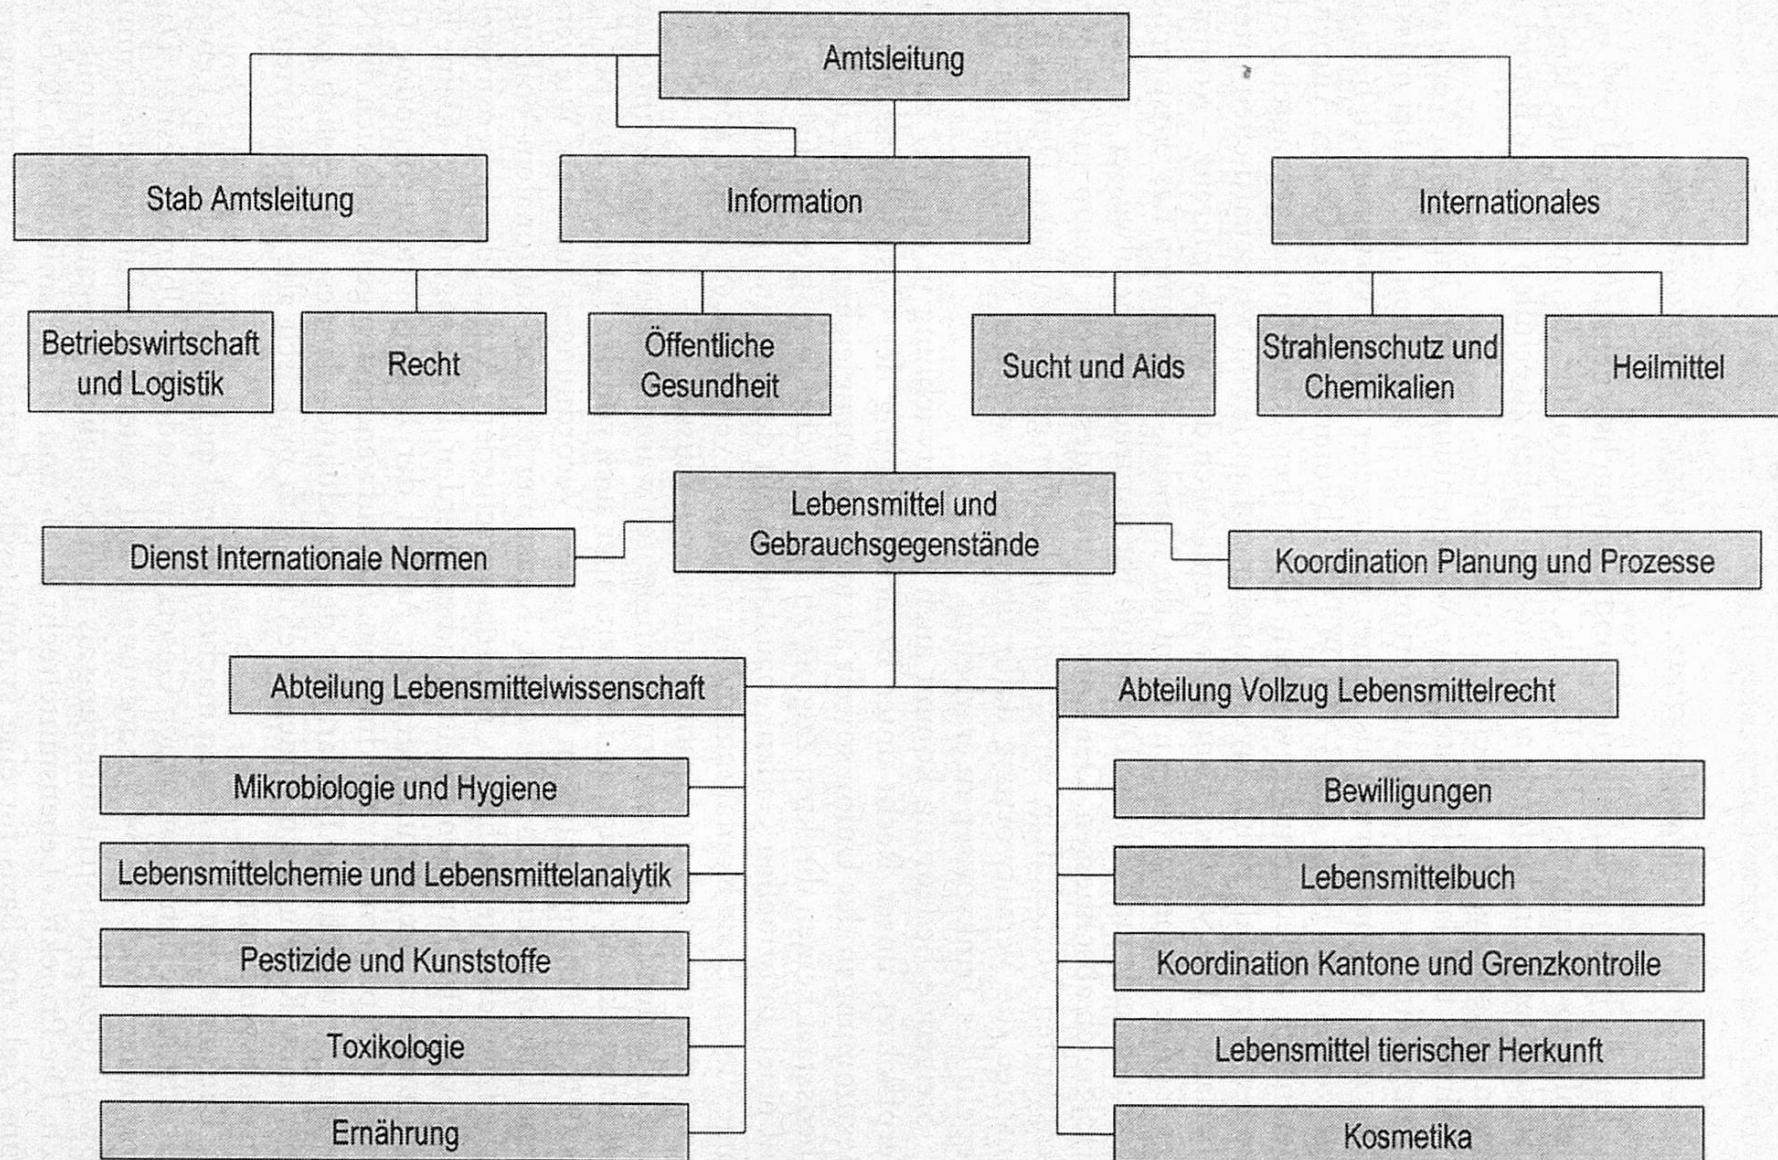 Amtsleitung
Stab Amtsleitung
Information
Internationales
Betriebswirtschaft
und Logistik
Recht
Öffentliche
Gesundheit
Sucht und Aids
Strahlenschutz und
Chemikalien
Heilmittel
Lebensmittel und
Gebrauchsgegenstände
Dienst Internationale Normen
Koordination Planung und Prozesse
Abteilung Lebensmittelwissenschaft
Abteilung Vollzug Lebensmittelrecht
Mikrobiologie und Hygiene
Bewilligungen
Lebensmittelchemie und Lebensmittelanalytik
Lebensmittelbuch
Pestizide und Kunststoffe
Koordination Kantone und Grenzkontrolle
Toxikologie
Lebensmittel tierischer Herkunft
Ernährung
Kosmetika